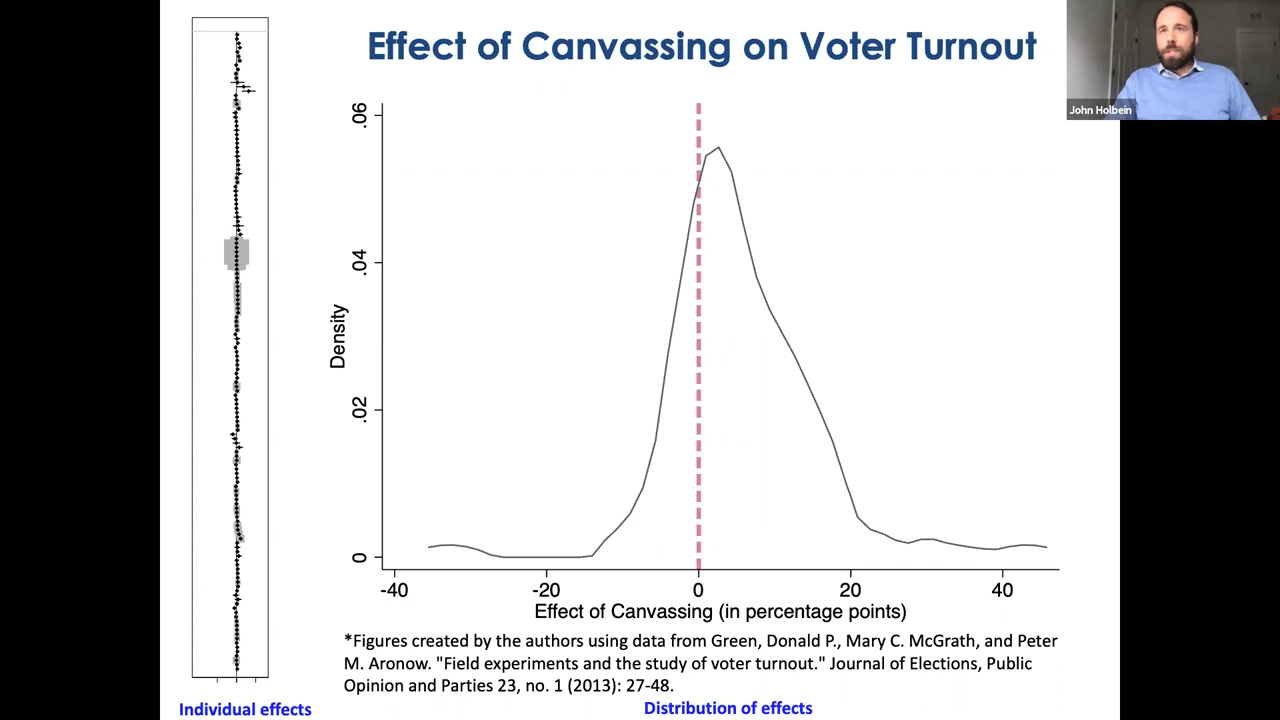 Effect of Canvassing on Voter Turnout
John Holbein
.06
.04
.02
0
Density
-40
-20
0
20
40
Effect of Canvassing (in percentage points)
*Figures created by the authors using data from Green, Donald P., Mary C. McGrath, and Peter
M. Aronow. "Field experiments and the study of voter turnout." Journal of Elections, Public
Opinion and Parties 23, no. 1 (2013): 27-48.
Individual effects
Distribution of effects